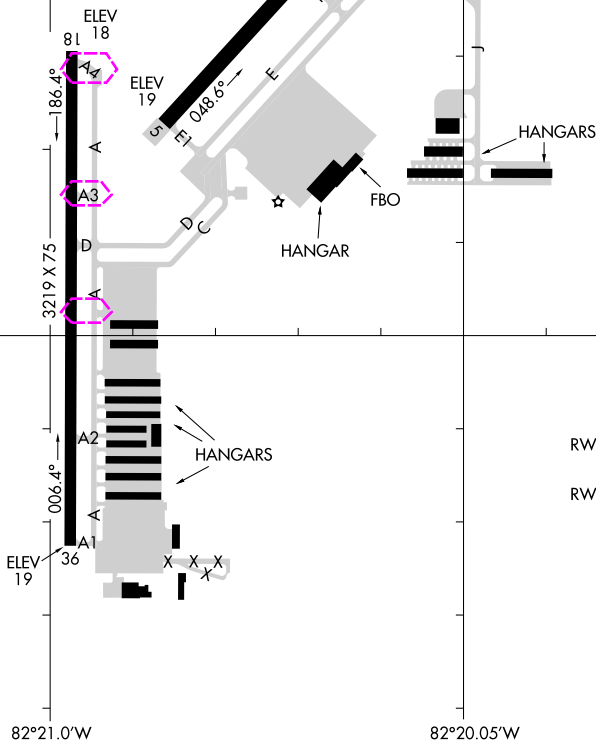 ELEV
18
18
A4
186.4°
ELEV
19
048.6°
E
J
5
E1
A
HANGARS
A3
FBO
D
C
D
HANGAR
3219 X 75
A
A2
HANGARS
RW
006.4°
RW
A
A1
36
ELEV
19
X X X
X
82°21.0'W
82°20.05'W